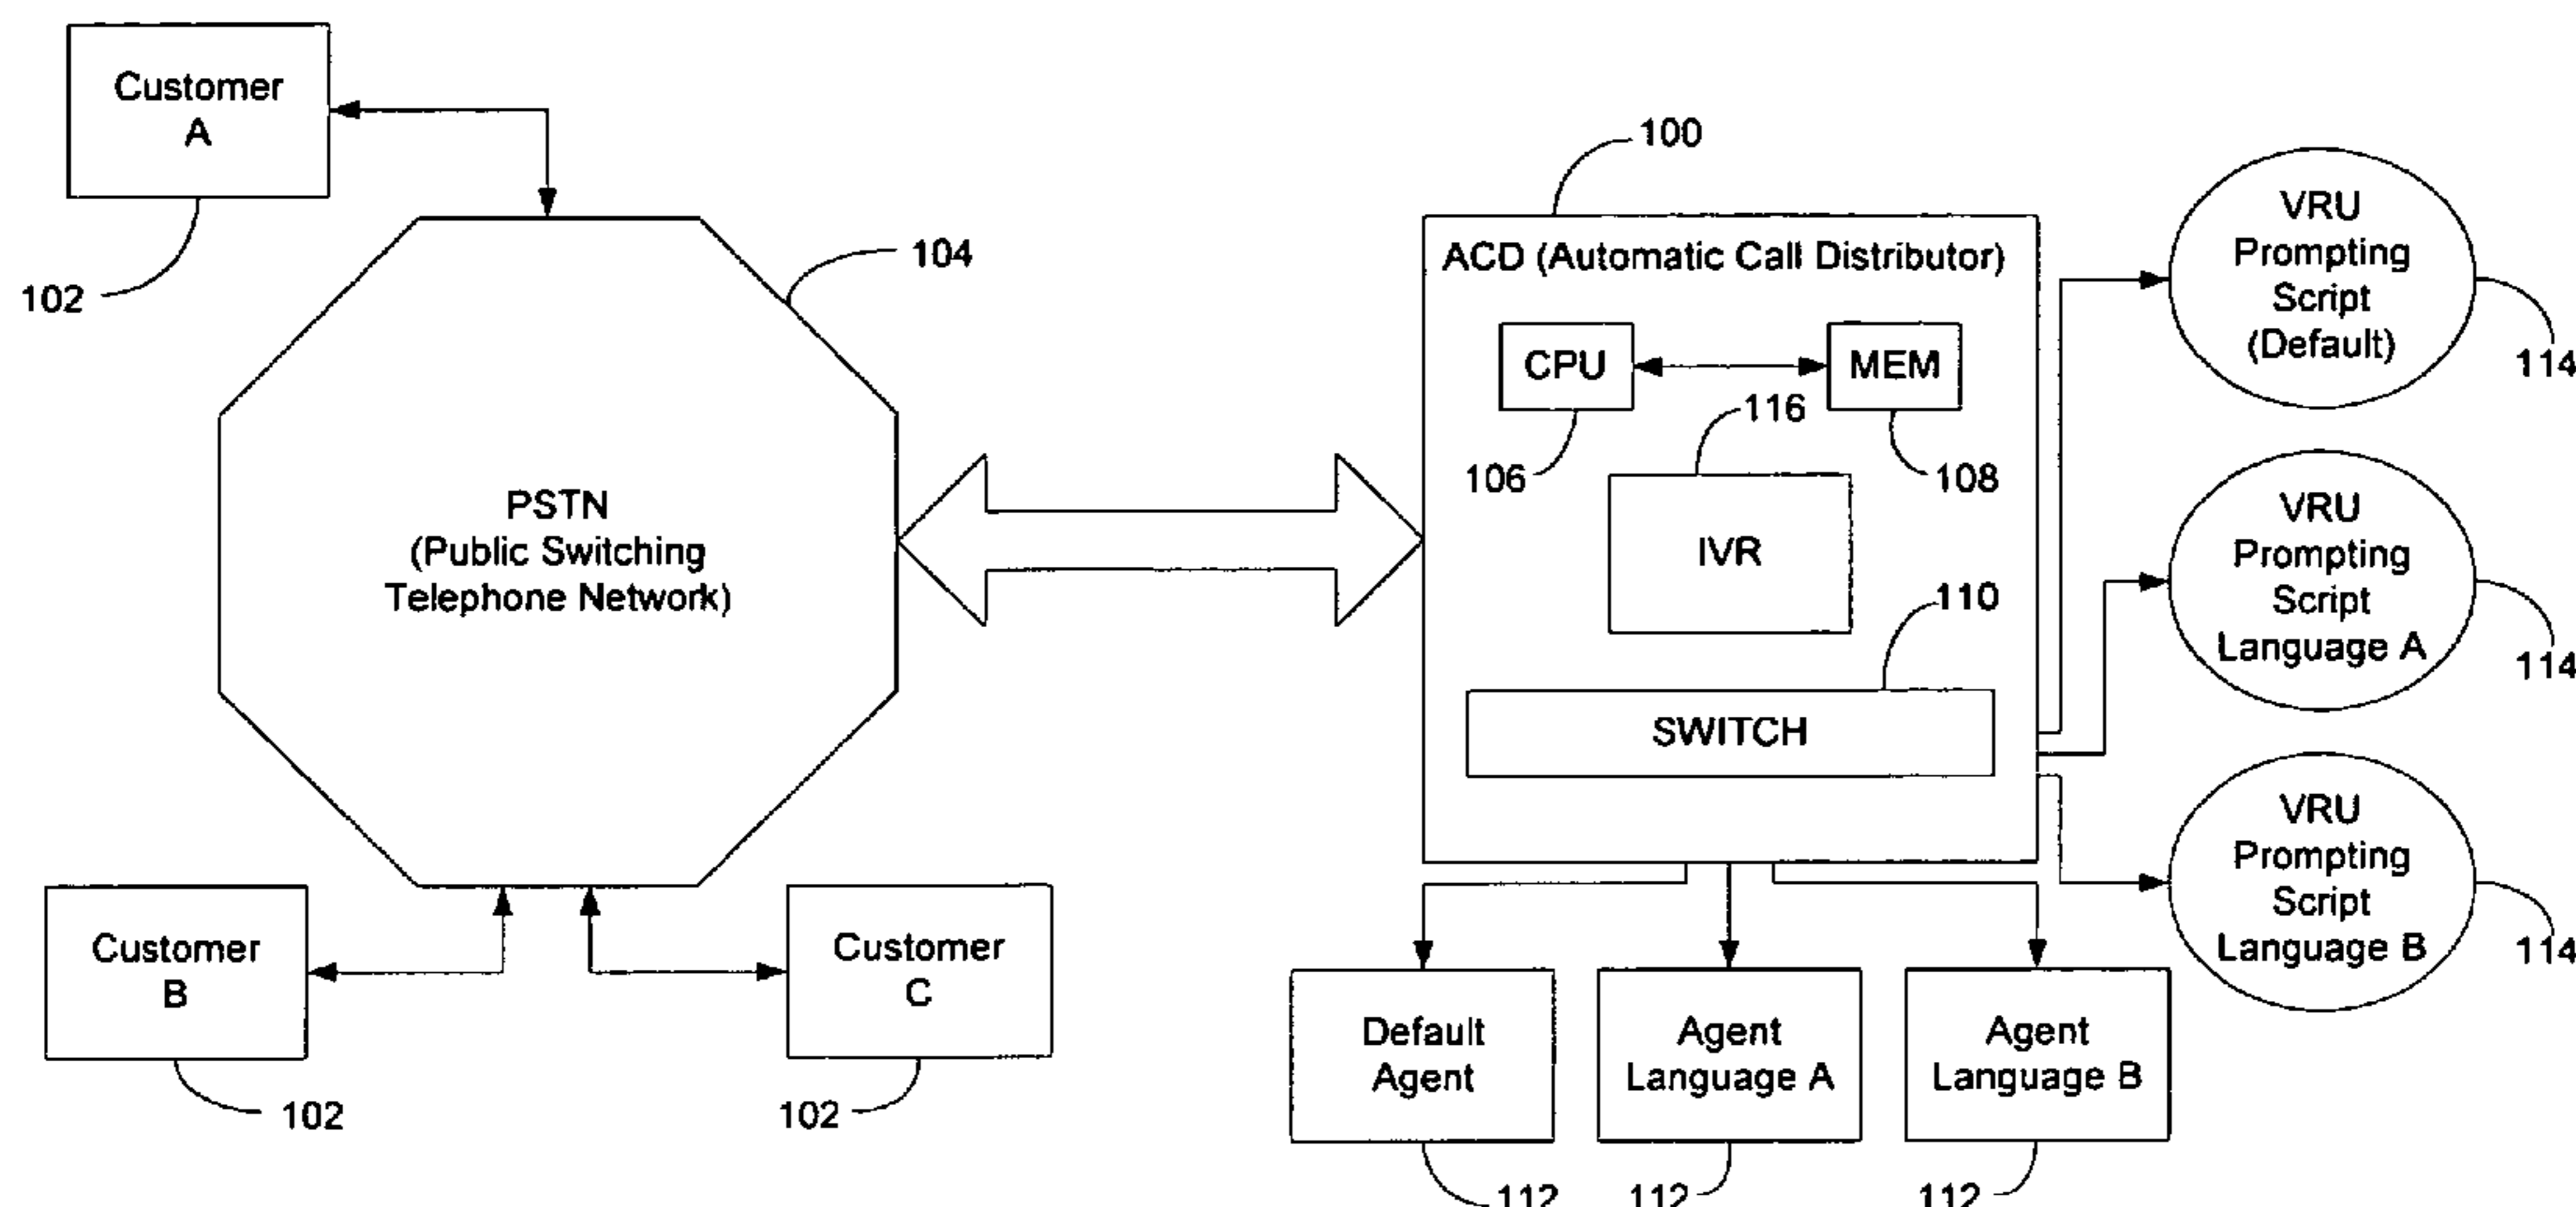 Customer
A
102
104
PSTN
(Public Switching
Telephone Network)
Customer
B
102
Customer
C
102
100
ACD (Automatic Call Distributor)
CPU
MEM
106
116
108
IVR
110
SWITCH
VRU
Prompting
Script
(Default)
114
VRU
Prompting
Script
Language A
114
VRU
Prompting
Script
Language B
114
Default
Agent
112
Agent
Language A
112
Agent
Language B
112